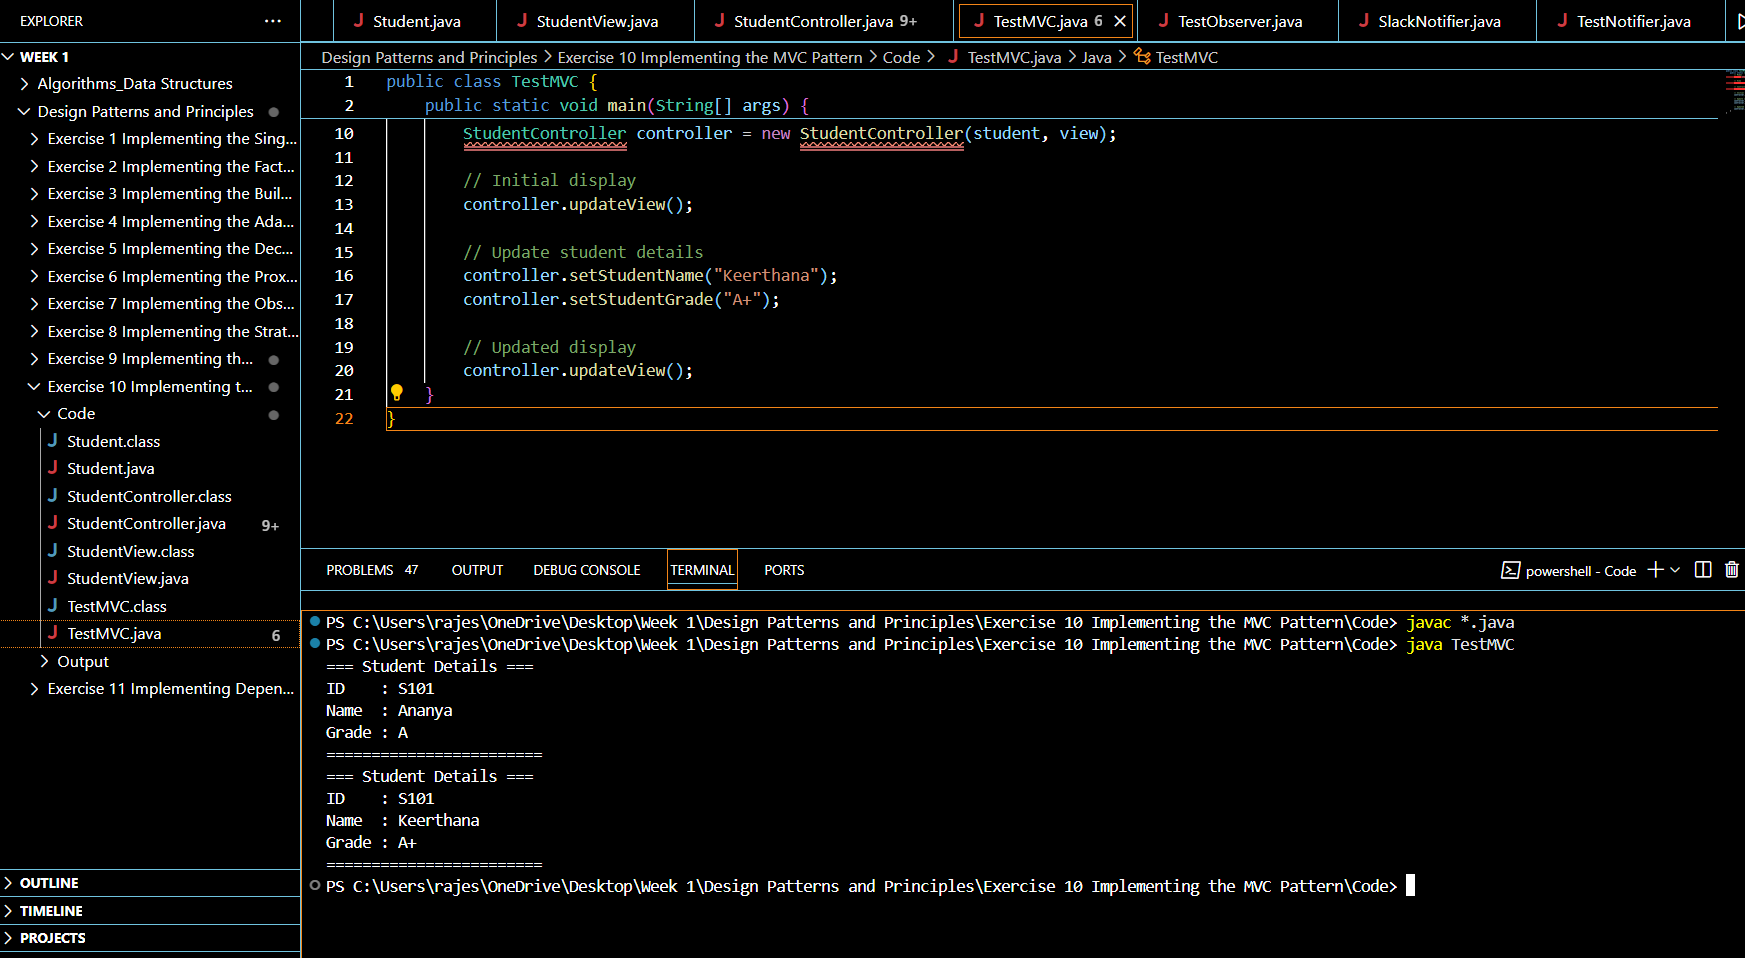 EXPLORER
WEEK 1
Algorithms_Data Structures
Design Patterns and Principles
Exercise 1 Implementing the Sing...
Exercise 2 Implementing the Fact...
Exercise 3 Implementing the Buil...
Exercise 4 Implementing the Ada...
Exercise 5 Implementing the Dec...
Exercise 6 Implementing the Prox...
Exercise 7 Implementing the Obs...
Exercise 8 Implementing the Strat...
Exercise 9 Implementing th...
Exercise 10 Implementing t...
Code
Student.class
Student.java
StudentController.class
StudentController.java 9+
StudentView.class
StudentView.java
TestMVC.class
TestMVC.java 6
Output
Exercise 11 Implementing Depen...
OUTLINE
TIMELINE
PROJECTS
Student.java StudentView.java StudentController.java 9+ TestMVC.java 6 TestObserver.java SlackNotifier.java TestNotifier.java
Design Patterns and Principles > Exercise 10 Implementing the MVC Pattern > Code > TestMVC.java > Java > TestMVC
1 public class TestMVC {
2 public static void main(String[] args) {
10 StudentController controller = new StudentController(student, view);
11
12 // Initial display
13 controller.updateView();
14
15 // Update student details
16 controller.setStudentName("Keerthana");
17 controller.setStudentGrade("A+");
18
19 // Updated display
20 controller.updateView();
21 }
22 }
PROBLEMS 47 OUTPUT DEBUG CONSOLE TERMINAL PORTS powershell - Code
PS C:\Users\rajes\OneDrive\Desktop\Week 1\Design Patterns and Principles\Exercise 10 Implementing the MVC Pattern\Code> javac *.java
PS C:\Users\rajes\OneDrive\Desktop\Week 1\Design Patterns and Principles\Exercise 10 Implementing the MVC Pattern\Code> java TestMVC
=== Student Details ===
ID : S101
Name : Ananya
Grade : A
========================
=== Student Details ===
ID : S101
Name : Keerthana
Grade : A+
========================
PS C:\Users\rajes\OneDrive\Desktop\Week 1\Design Patterns and Principles\Exercise 10 Implementing the MVC Pattern\Code>